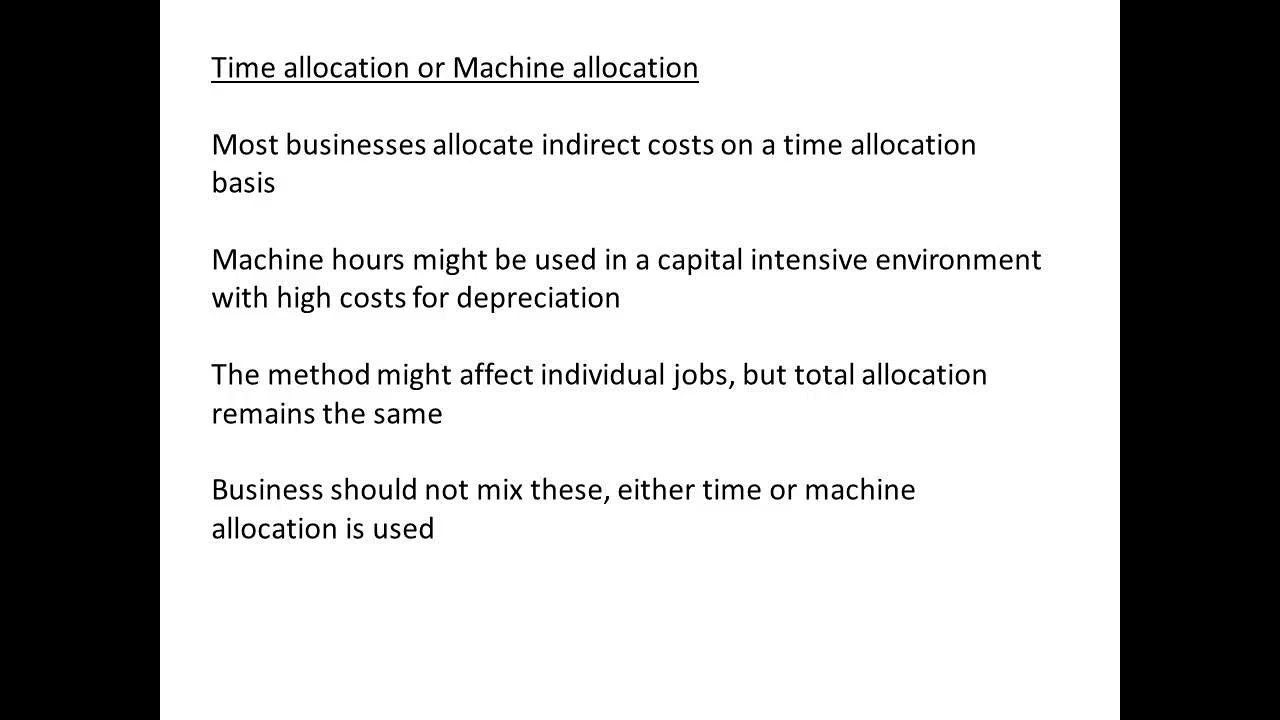 Time allocation or Machine allocation
Most businesses allocate indirect costs on a time allocation
basis
Machine hours might be used in a capital intensive environment
with high costs for depreciation
The method might affect individual jobs, but total allocation
remains the same
Business should not mix these, either time or machine
allocation is used